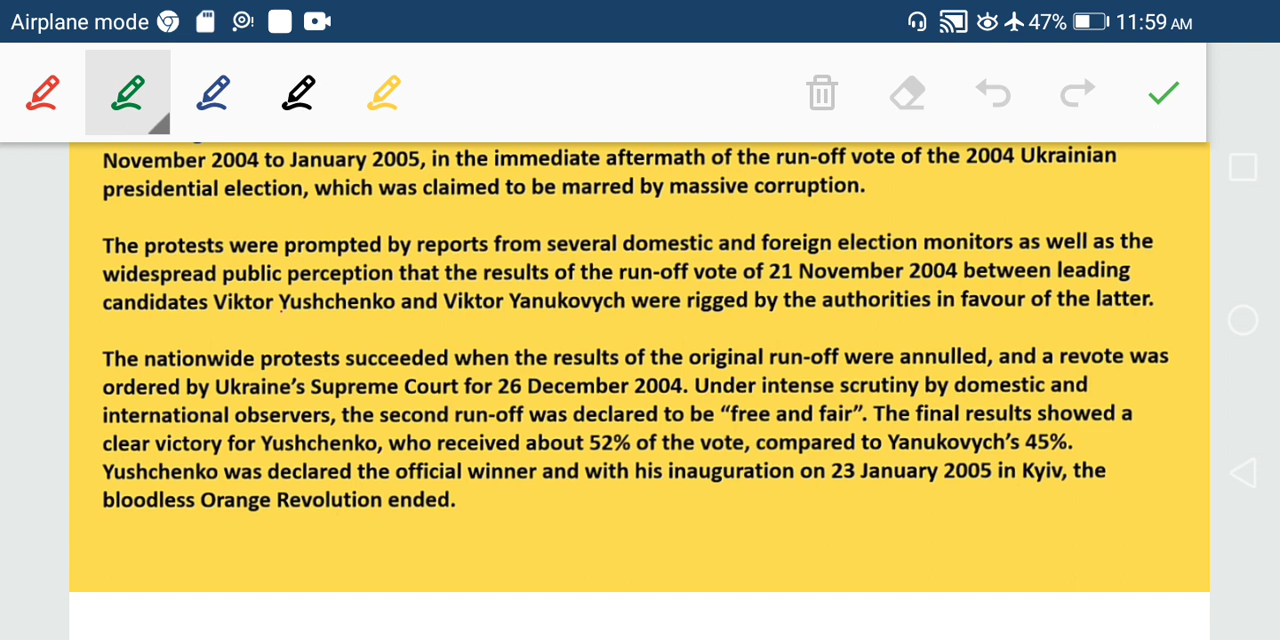 Airplane mode 47% 11:59 AM
November 2004 to January 2005, in the immediate aftermath of the run-off vote of the 2004 Ukrainian
presidential election, which was claimed to be marred by massive corruption.
The protests were prompted by reports from several domestic and foreign election monitors as well as the
widespread public perception that the results of the run-off vote of 21 November 2004 between leading
candidates Viktor Yushchenko and Viktor Yanukovych were rigged by the authorities in favour of the latter.
The nationwide protests succeeded when the results of the original run-off were annulled, and a revote was
ordered by Ukraine’s Supreme Court for 26 December 2004. Under intense scrutiny by domestic and
international observers, the second run-off was declared to be “free and fair”. The final results showed a
clear victory for Yushchenko, who received about 52% of the vote, compared to Yanukovych’s 45%.
Yushchenko was declared the official winner and with his inauguration on 23 January 2005 in Kyiv, the
bloodless Orange Revolution ended.